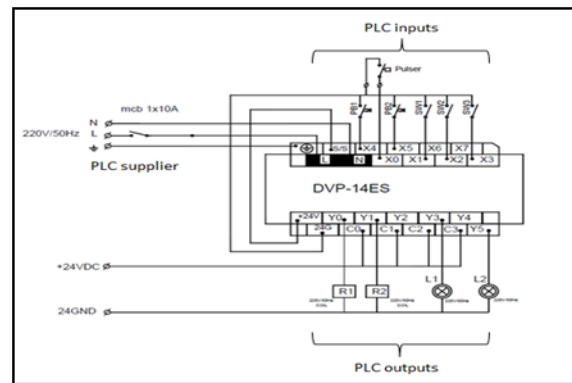 PLC inputs
Pulser
mcb 1x10A
PB1 PB2 SW1 SW2 SW3
N
220V/50Hz L
PLC supplier
S/S X4 X5 X6 X7
L N X0 X1 X2 X3
DVP-14ES
+24V Y0 Y1 Y2 Y3 Y4
24G C0 C1 C2 C3 Y5
+24VDC
L1 L2
R1 R2
24GND
PLC outputs